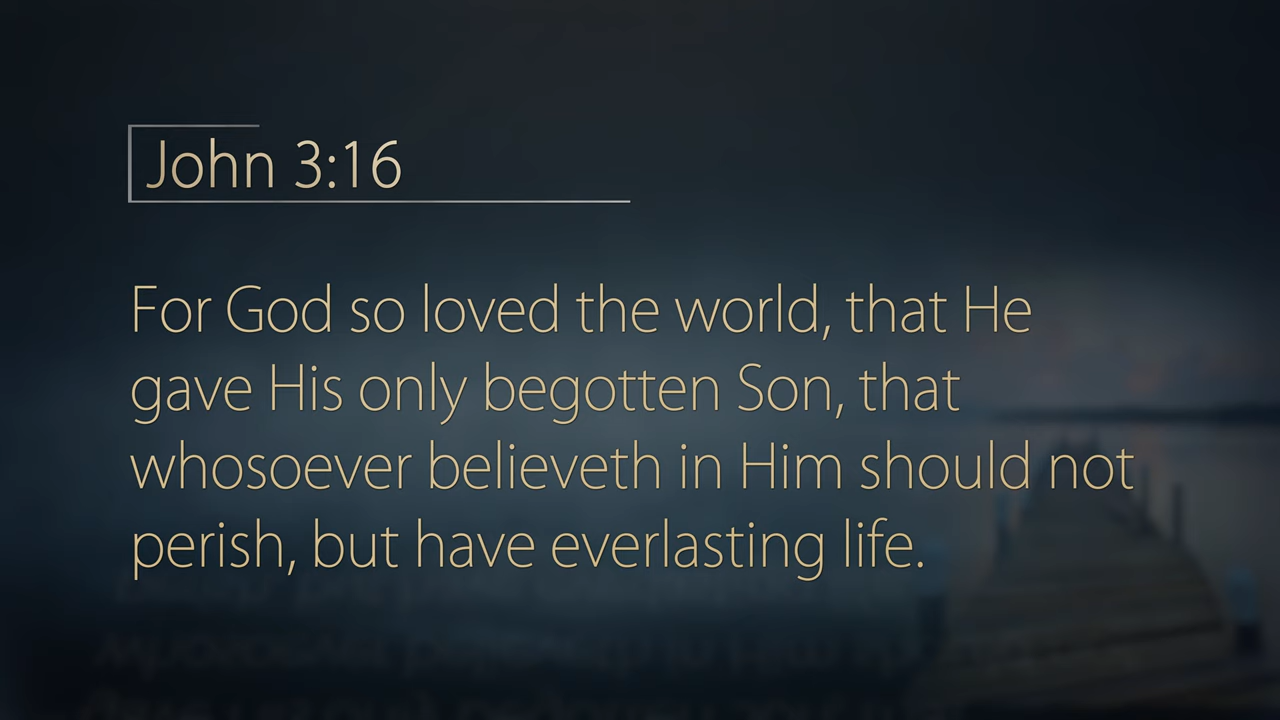 John 3:16
For God so loved the world, that He
gave His only begotten Son, that
whosoever believeth in Him should not
perish, but have everlasting life.